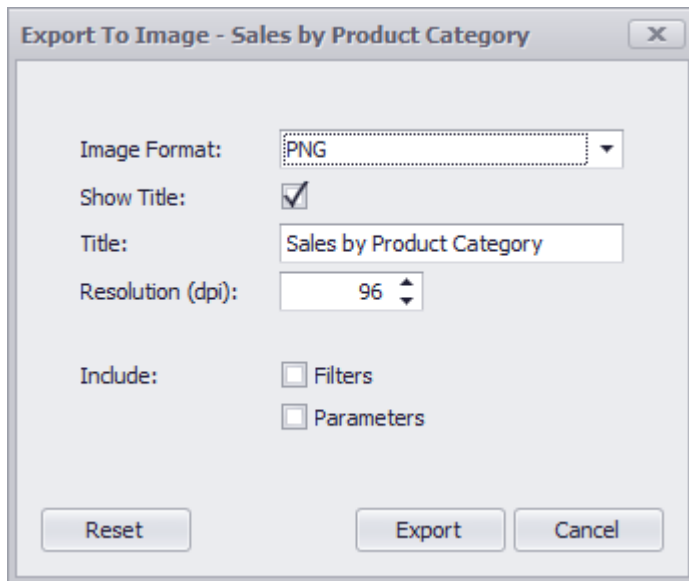 Export To Image - Sales by Product Category
Image Format: PNG
Show Title:
Title: Sales by Product Category
Resolution (dpi): 96
Include: Filters
Parameters
Reset Export Cancel